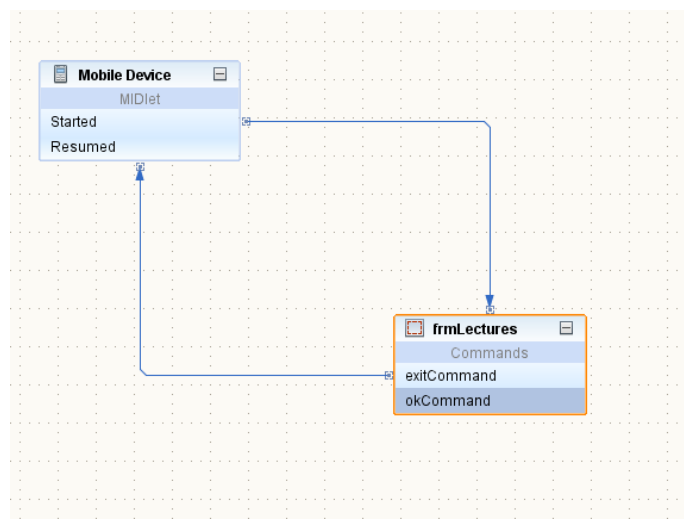 Mobile Device
MIDlet
Started
Resumed
frmLectures
Commands
exitCommand
okCommand